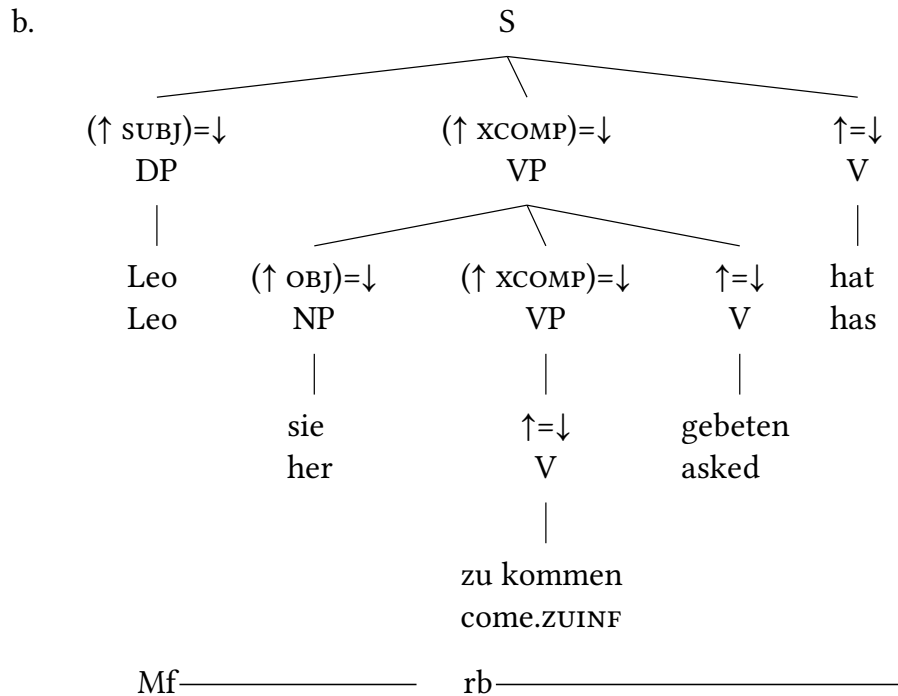 b. S
(↑ SUBJ)=↓ (↑ XCOMP)=↓ ↑=↓
DP VP V
Leo (↑ OBJ)=↓ (↑ XCOMP)=↓ ↑=↓ hat
Leo NP VP V has
sie ↑=↓ gebeten
her V asked
zu kommen
come.ZUINF
Mf rb